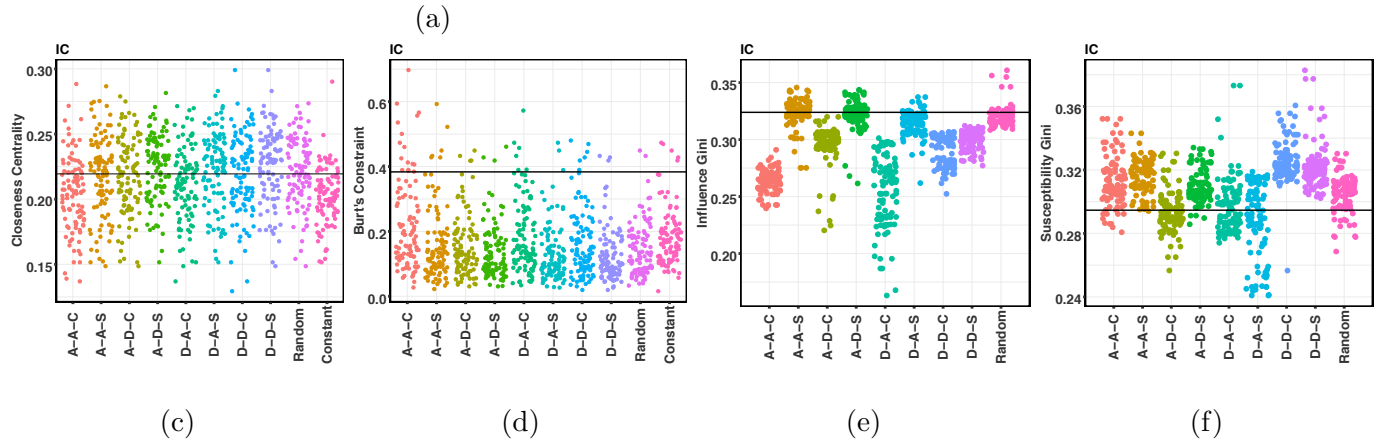 (a)
IC
Closeness Centrality
0.30
0.25
0.20
0.15
A−A−C
A−A−S
A−D−C
A−D−S
D−A−C
D−A−S
D−D−C
D−D−S
Random
Constant
(c)
IC
Burt's Constraint
0.6
0.4
0.2
0.0
A−A−C
A−A−S
A−D−C
A−D−S
D−A−C
D−A−S
D−D−C
D−D−S
Random
Constant
(d)
IC
Influence Gini
0.35
0.30
0.25
0.20
A−A−C
A−A−S
A−D−C
A−D−S
D−A−C
D−A−S
D−D−C
D−D−S
Random
(e)
IC
Susceptibility Gini
0.36
0.32
0.28
0.24
A−A−C
A−A−S
A−D−C
A−D−S
D−A−C
D−A−S
D−D−C
D−D−S
Random
(f)